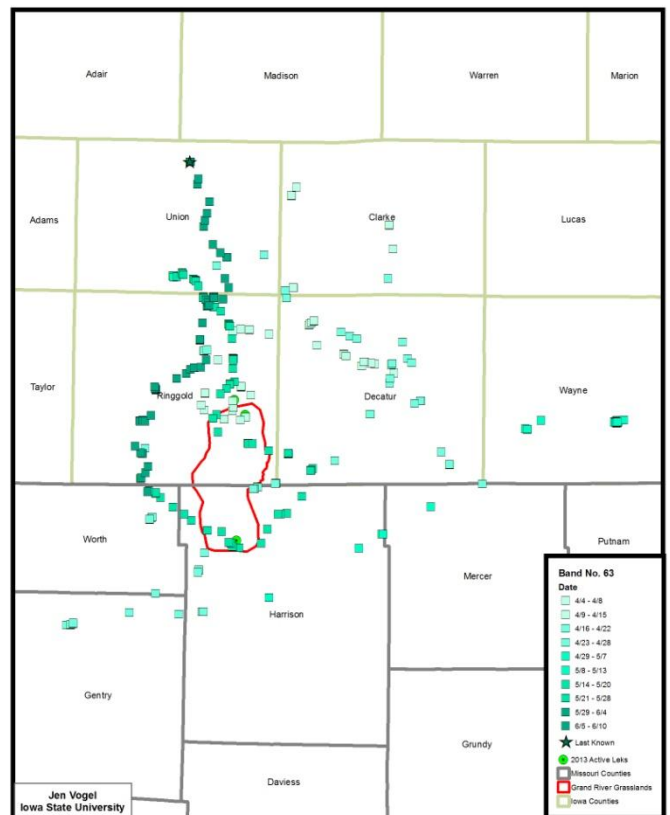 Adair
Madison
Warren
Marion
Adams
Union
Clarke
Lucas
Taylor
Ringgold
Decatur
Wayne
Worth
Putnam
Mercer
Harrison
Gentry
Grundy
Daviess
Band No. 63
Date
4/4 - 4/8
4/9 - 4/15
4/16 - 4/22
4/23 - 4/28
4/29 - 5/7
5/8 - 5/13
5/14 - 5/20
5/21 - 5/28
5/29 - 6/4
6/5 - 6/10
Last Known
2013 Active Leks
Missouri Counties
Grand River Grasslands
Iowa Counties
Jen Vogel
Iowa State University